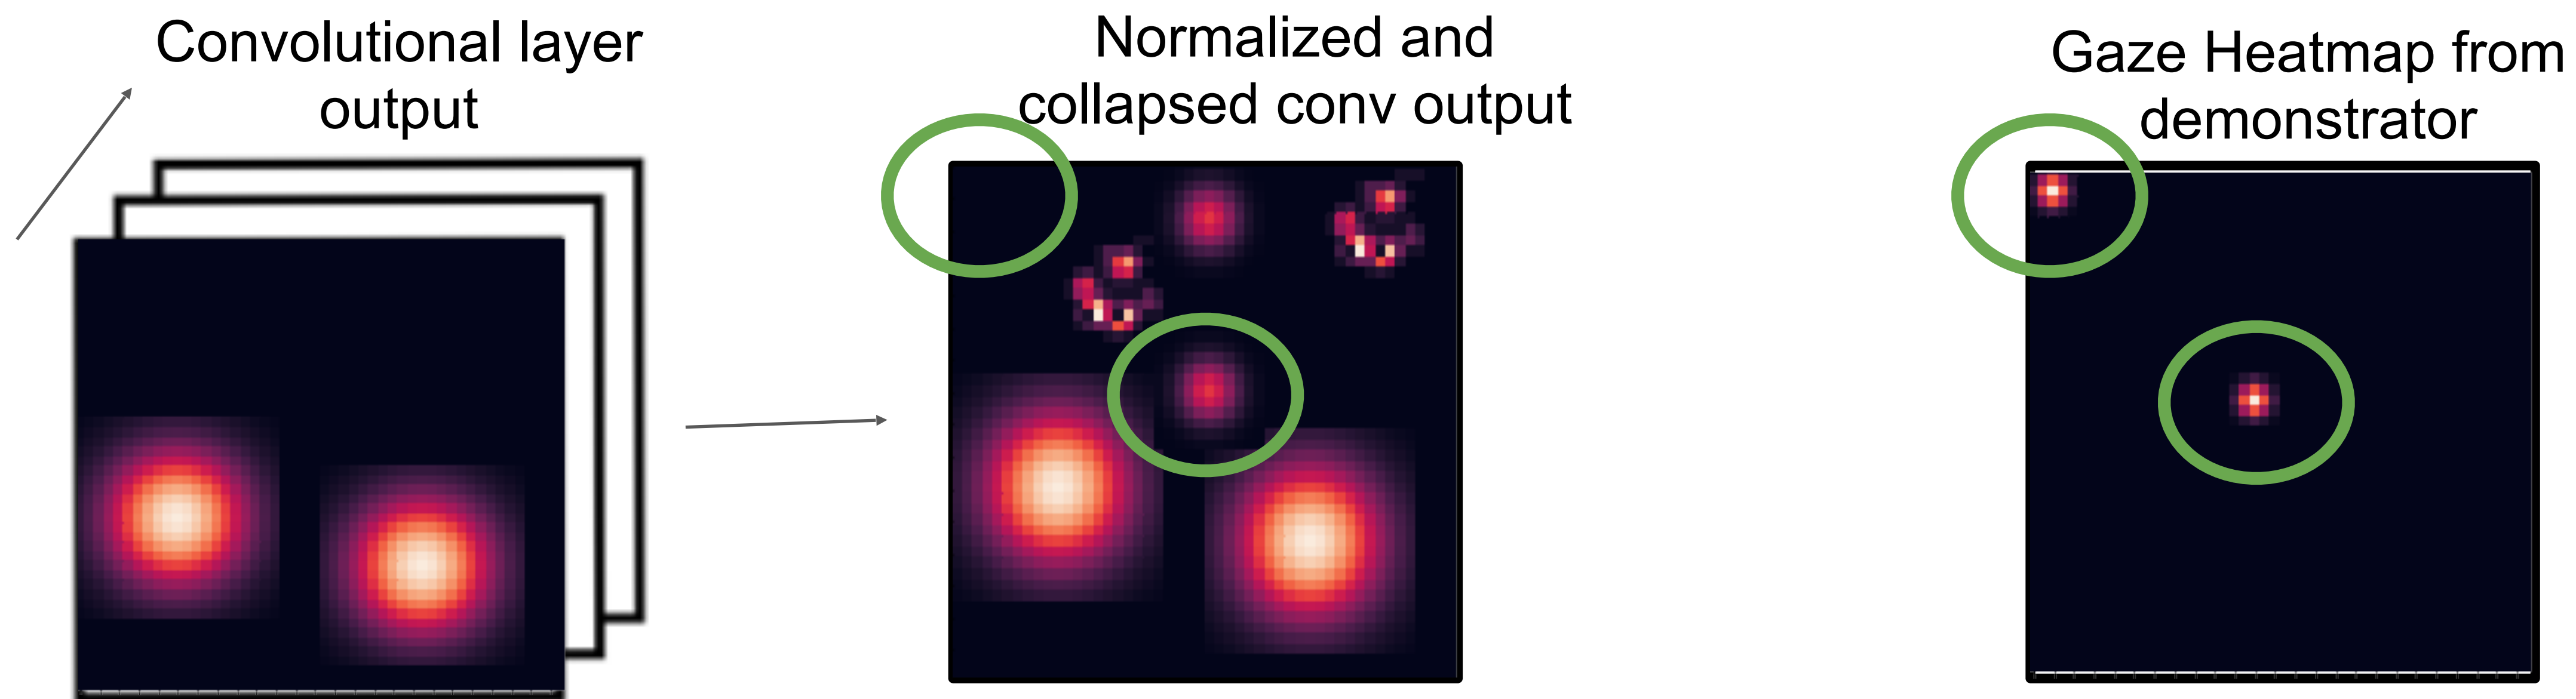 Convolutional layer
output
Normalized and
collapsed conv output
Gaze Heatmap from
demonstrator